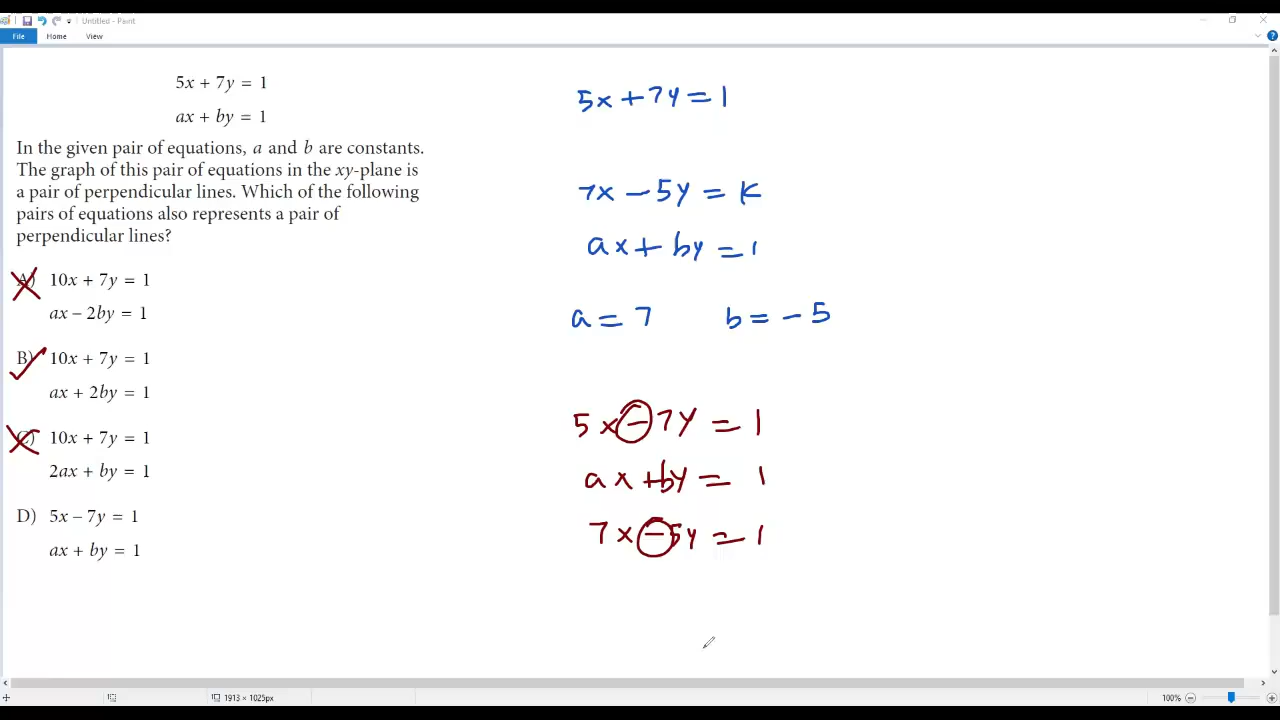 Untitled - Paint
File Home View
5x + 7y = 1
ax + by = 1
In the given pair of equations, a and b are constants.
The graph of this pair of equations in the xy-plane is
a pair of perpendicular lines. Which of the following
pairs of equations also represents a pair of
perpendicular lines?
A) 10x + 7y = 1
ax − 2by = 1
B) 10x + 7y = 1
ax + 2by = 1
C) 10x + 7y = 1
2ax + by = 1
D) 5x − 7y = 1
ax + by = 1
5x + 7y = 1
7x − 5y = K
ax + by = 1
a = 7 b = − 5
5x − 7y = 1
ax + by = 1
7x − 5y = 1
1913 × 1025px
100%